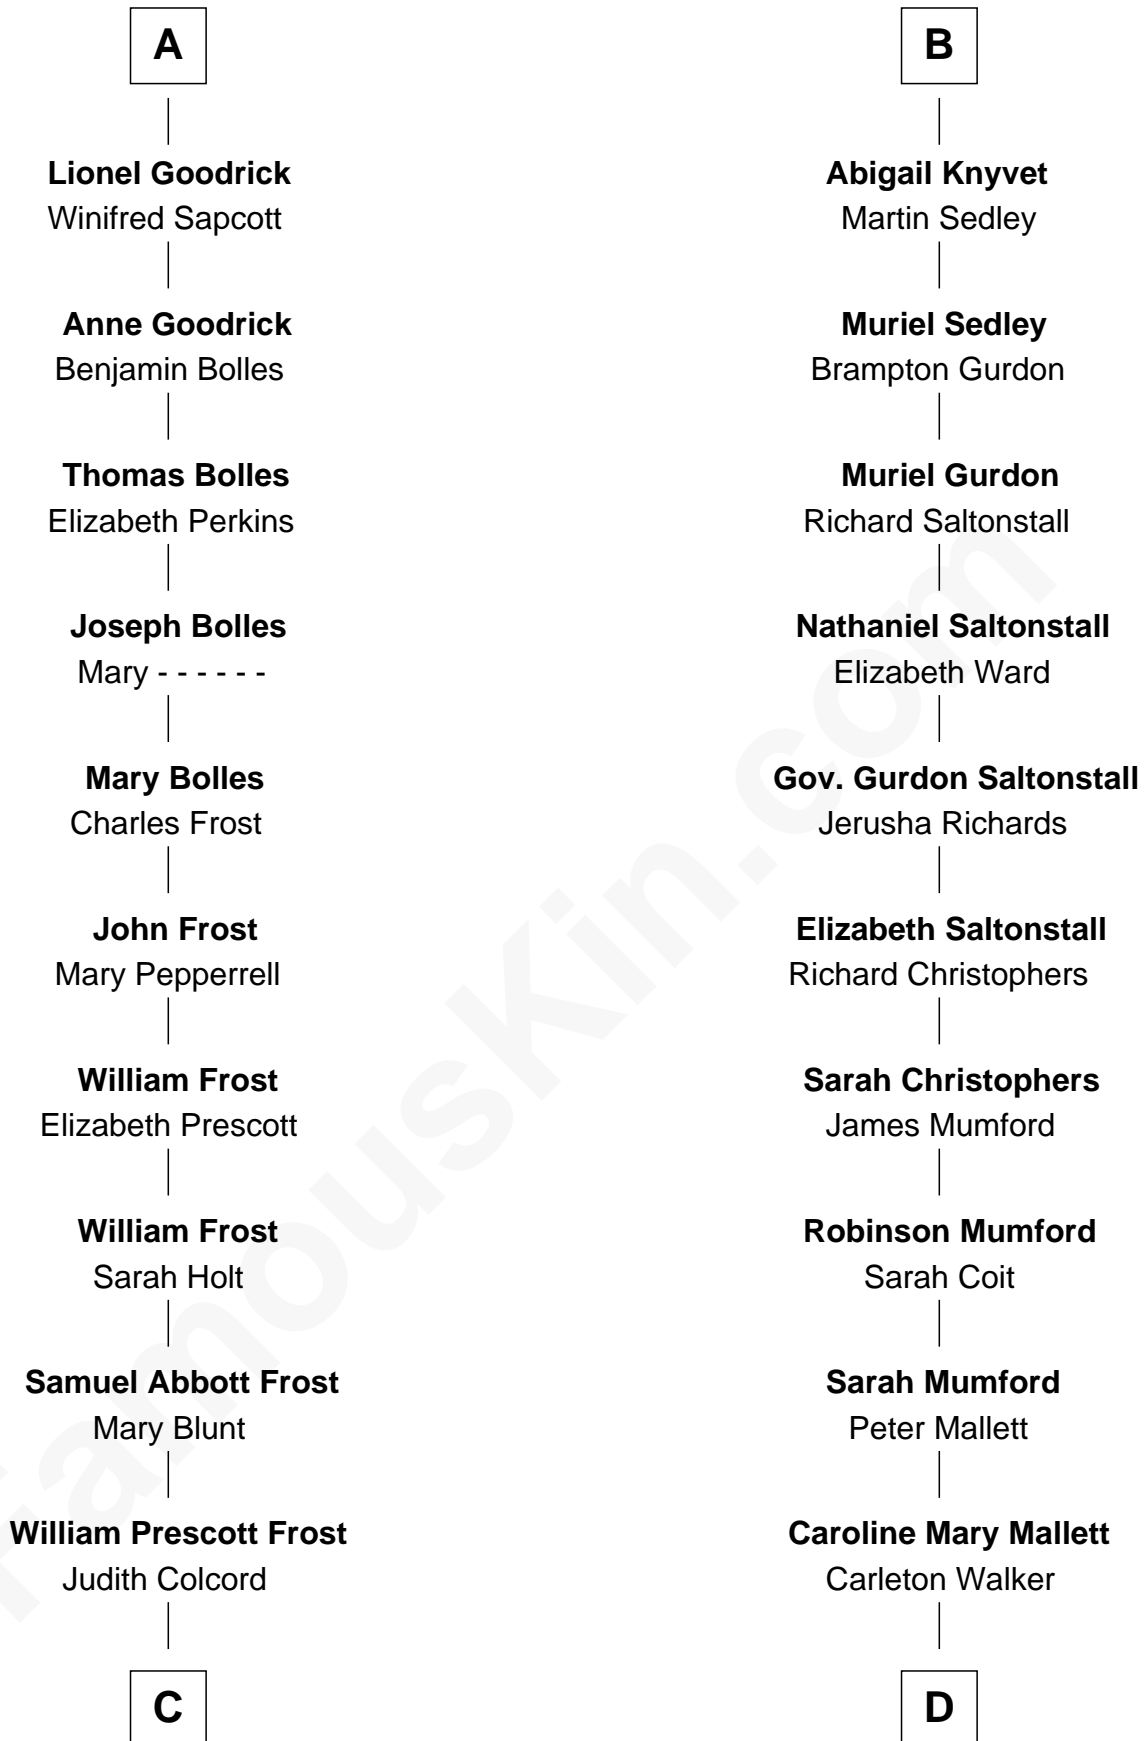 A
Lionel Goodrick
Winifred Sapcott
Anne Goodrick
Benjamin Bolles
Thomas Bolles
Elizabeth Perkins
Joseph Bolles
Mary - - - - - -
Mary Bolles
Charles Frost
John Frost
Mary Pepperrell
William Frost
Elizabeth Prescott
William Frost
Sarah Holt
Samuel Abbott Frost
Mary Blunt
William Prescott Frost
Judith Colcord
C
B
Abigail Knyvet
Martin Sedley
Muriel Sedley
Brampton Gurdon
Muriel Gurdon
Richard Saltonstall
Nathaniel Saltonstall
Elizabeth Ward
Gov. Gurdon Saltonstall
Jerusha Richards
Elizabeth Saltonstall
Richard Christophers
Sarah Christophers
James Mumford
Robinson Mumford
Sarah Coit
Sarah Mumford
Peter Mallett
Caroline Mary Mallett
Carleton Walker
D
FamousKin.com